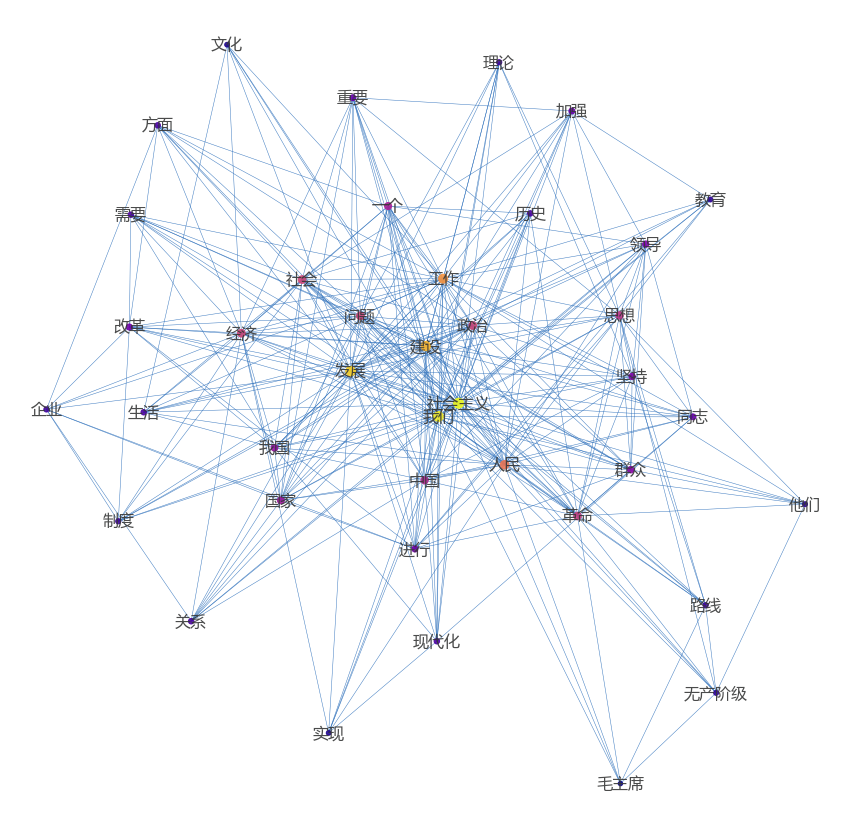 文化
理论
重要
加强
方面
教育
一个
历史
需要
领导
社会
工作
问题
思想
政治
改革
经济
建设
发展
坚持
社会主义
企业
生活
我们
同志
我国
人民
群众
中国
国家
他们
革命
制度
进行
路线
关系
现代化
无产阶级
实现
毛主席